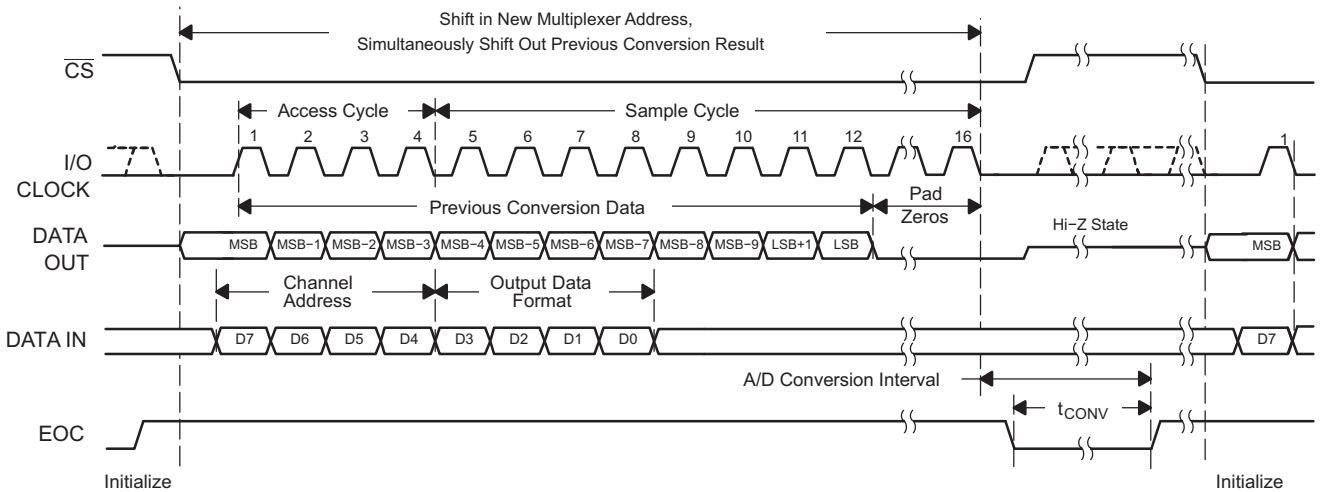 Shift in New Multiplexer Address,
Simultaneously Shift Out Previous Conversion Result
CS
Access Cycle
Sample Cycle
1 2 3 4 5 6 7 8 9 10 11 12 16 1
I/O
CLOCK
Previous Conversion Data
Pad
Zeros
DATA
OUT
MSB MSB−1 MSB−2 MSB−3 MSB−4 MSB−5 MSB−6 MSB−7 MSB−8 MSB−9 LSB+1 LSB
Hi−Z State
MSB
Channel
Address
Output Data
Format
DATA IN
D7 D6 D5 D4 D3 D2 D1 D0 D7
A/D Conversion Interval
tCONV
EOC
Initialize
Initialize